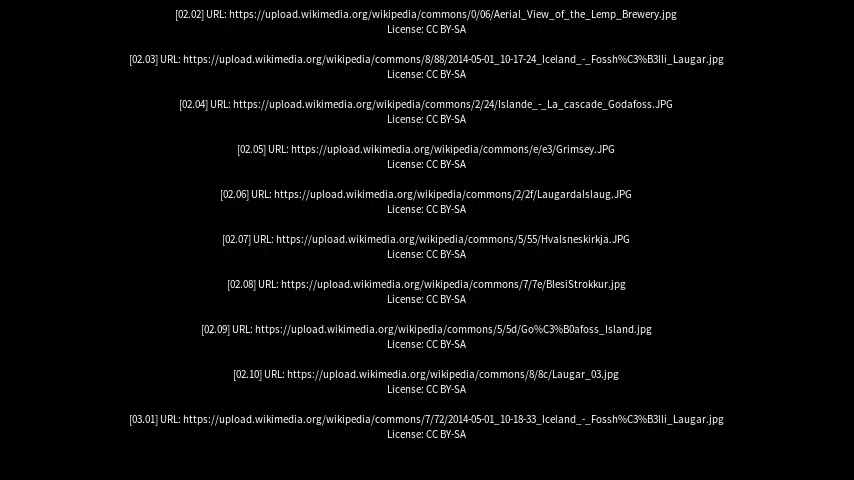 [02.02] URL: https://upload.wikimedia.org/wikipedia/commons/0/06/Aerial_View_of_the_Lemp_Brewery.jpg
License: CC BY-SA
[02.03] URL: https://upload.wikimedia.org/wikipedia/commons/8/88/2014-05-01_10-17-24_Iceland_-_Fossh%C3%B3lli_Laugar.jpg
License: CC BY-SA
[02.04] URL: https://upload.wikimedia.org/wikipedia/commons/2/24/Islande_-_La_cascade_Godafoss.JPG
License: CC BY-SA
[02.05] URL: https://upload.wikimedia.org/wikipedia/commons/e/e3/Grimsey.JPG
License: CC BY-SA
[02.06] URL: https://upload.wikimedia.org/wikipedia/commons/2/2f/Laugardalslaug.JPG
License: CC BY-SA
[02.07] URL: https://upload.wikimedia.org/wikipedia/commons/5/55/Hvalsneskirkja.JPG
License: CC BY-SA
[02.08] URL: https://upload.wikimedia.org/wikipedia/commons/7/7e/BlesiStrokkur.jpg
License: CC BY-SA
[02.09] URL: https://upload.wikimedia.org/wikipedia/commons/5/5d/Go%C3%B0afoss_Island.jpg
License: CC BY-SA
[02.10] URL: https://upload.wikimedia.org/wikipedia/commons/8/8c/Laugar_03.jpg
License: CC BY-SA
[03.01] URL: https://upload.wikimedia.org/wikipedia/commons/7/72/2014-05-01_10-18-33_Iceland_-_Fossh%C3%B3lli_Laugar.jpg
License: CC BY-SA